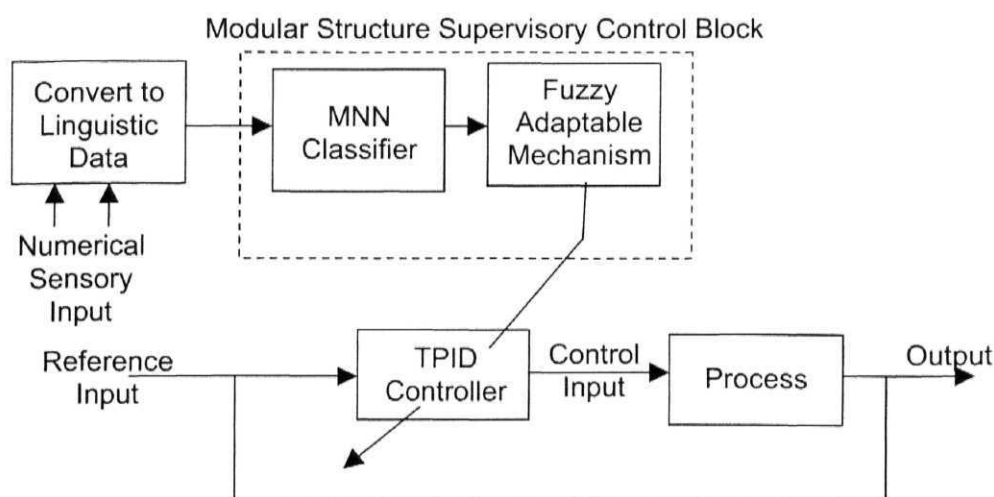 Modular Structure Supervisory Control Block
Convert to
Linguistic
Data
MNN
Classifier
Fuzzy
Adaptable
Mechanism
Numerical
Sensory
Input
Reference
Input
TPID
Controller
Control
Input
Process
Output